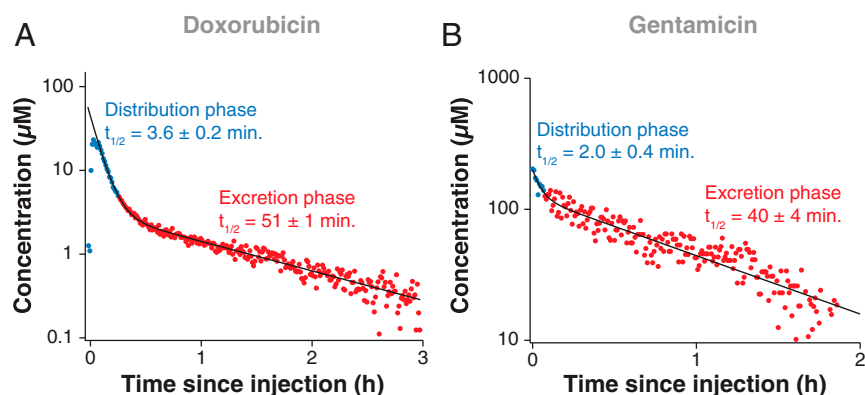 Doxorubicin
A
Concentration (µM)
100
10
1
0.1
Distribution phase
t1/2 = 3.6 ± 0.2 min.
Excretion phase
t1/2 = 51 ± 1 min.
0
1
2
3
Time since injection (h)
Gentamicin
B
Concentration (µM)
1000
100
10
Distribution phase
t1/2 = 2.0 ± 0.4 min.
Excretion phase
t1/2 = 40 ± 4 min.
0
1
2
Time since injection (h)